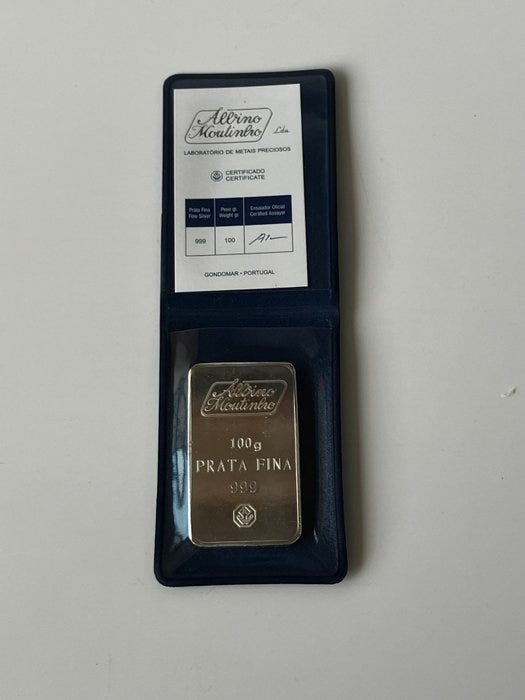 Albino
Moutinho Lda
LABORATÓRIO DE METAIS PRECIOSOS
CERTIFICADO
CERTIFICATE
Prata Fina Peso gr. Ensaiador Oficial
Fine Silver Weight gr Certified Assayer
999 100
GONDOMAR • PORTUGAL
Albino
Moutinho
100g
PRATA FINA
999